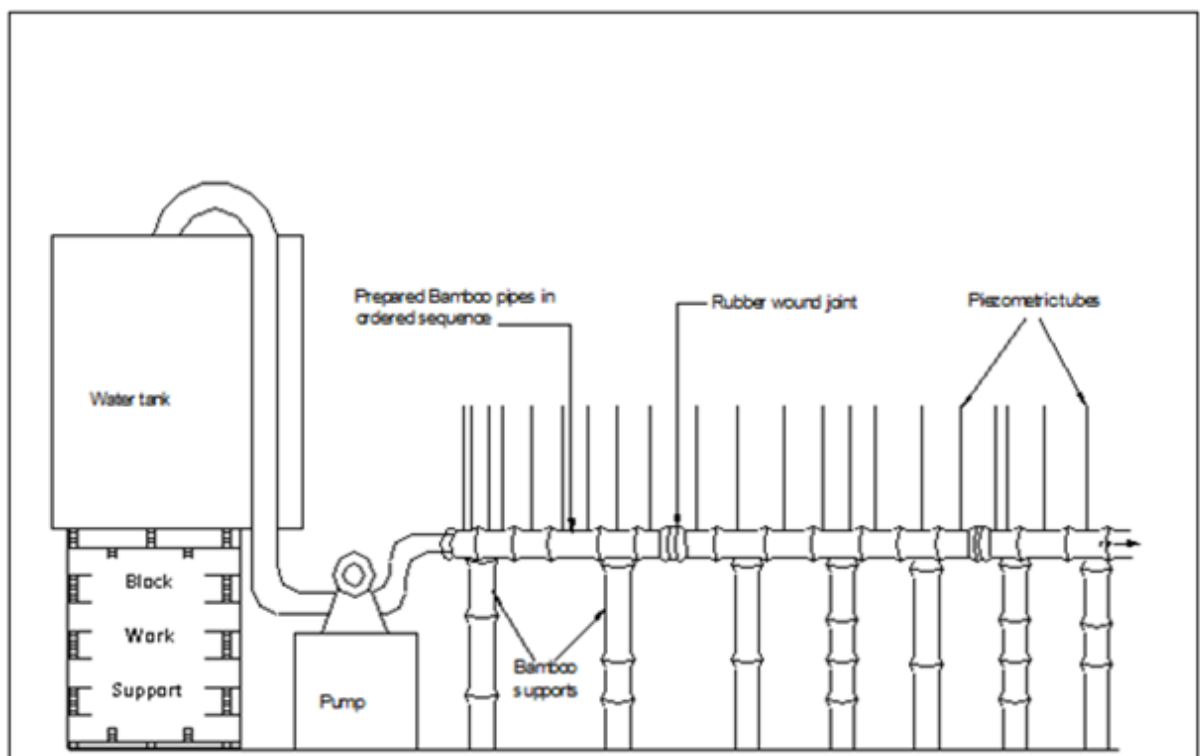 Prepared Bamboo pipes in
ordered sequence
Rubber wound joint
Piezometric tubes
Water tank
Block
Work
Support
Pump
Bamboo
supports